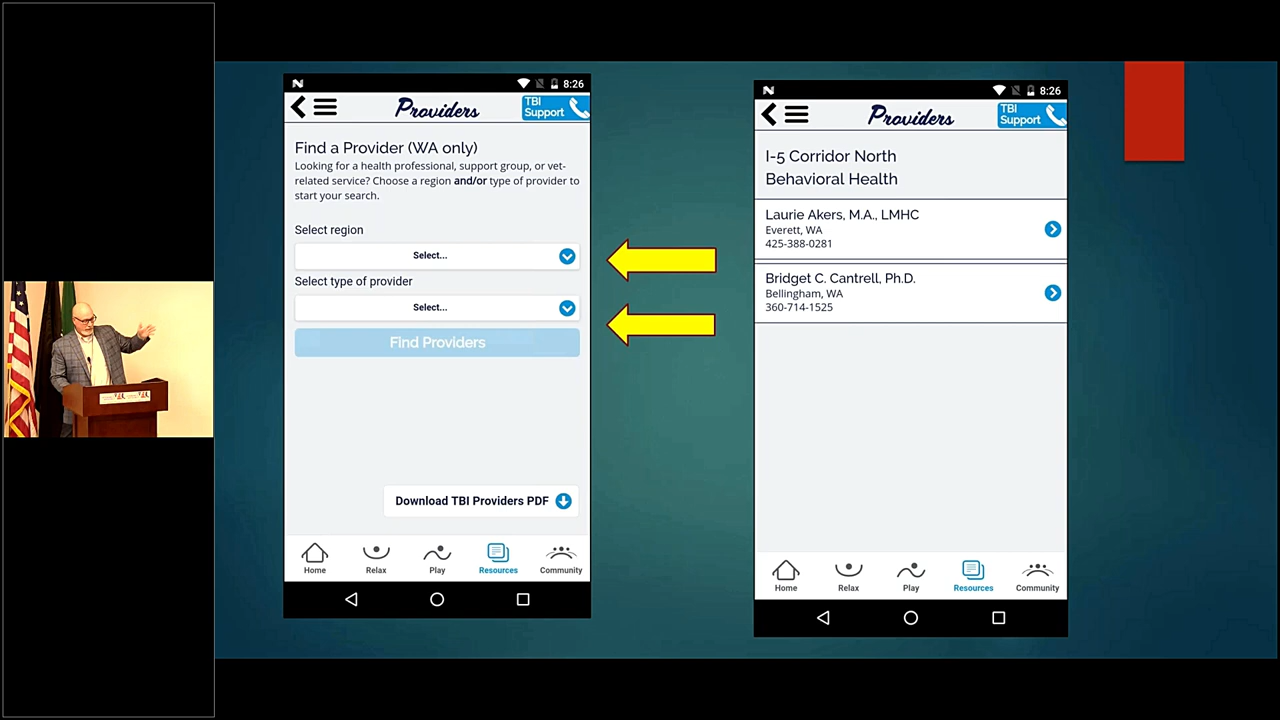 8:26
Providers
TBI
Support
Find a Provider (WA only)
Looking for a health professional, support group, or vet-
related service? Choose a region and/or type of provider to
start your search.
Select region
Select...
Select type of provider
Select...
Find Providers
Download TBI Providers PDF
Home Relax Play Resources Community
8:26
Providers
TBI
Support
I-5 Corridor North
Behavioral Health
Laurie Akers, M.A., LMHC
Everett, WA
425-388-0281
Bridget C. Cantrell, Ph.D.
Bellingham, WA
360-714-1525
Home Relax Play Resources Community